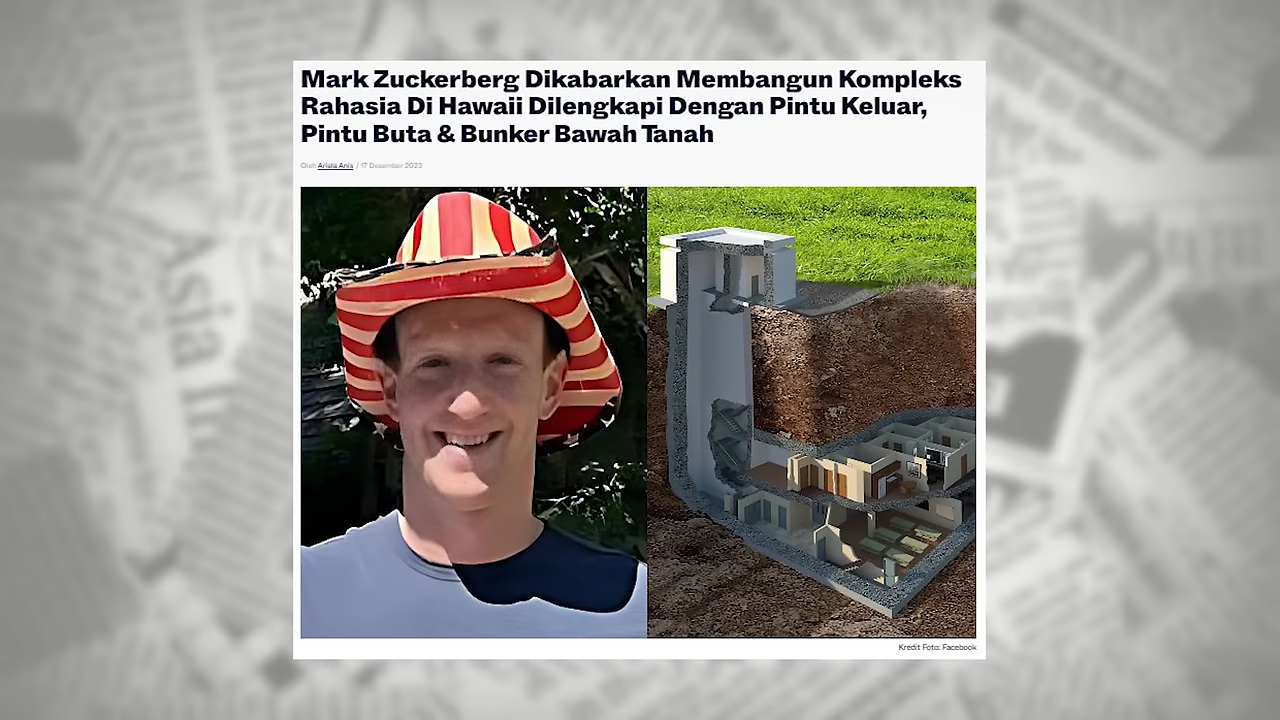 Mark Zuckerberg Dikabarkan Membangun Kompleks
Rahasia Di Hawaii Dilengkapi Dengan Pintu Keluar,
Pintu Buta & Bunker Bawah Tanah
Oleh Ariela Anis / 17 Desember 2023
Kredit Foto: Facebook